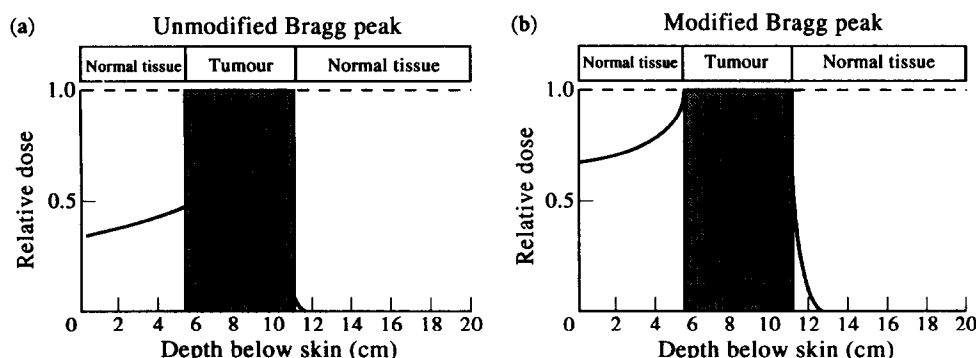 (a) Unmodified Bragg peak
Normal tissue Tumour Normal tissue
1.0
0.5
Relative dose
0 2 4 6 8 10 12 14 16 18 20
Depth below skin (cm)
(b) Modified Bragg peak
Normal tissue Tumour Normal tissue
1.0
0.5
Relative dose
0 2 4 6 8 10 12 14 16 18 20
Depth below skin (cm)